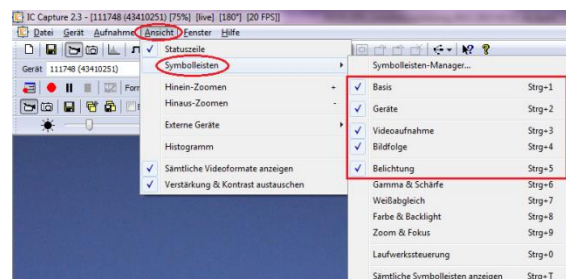 IC Capture 2.3 - [111748 (43410251) [75%] [live] [180°] [20 FPS]]
Datei Gerät Aufnahme Ansicht Fenster Hilfe
Gerät 111748 (43410251)
Form
Statuszeile
Symbolleisten
Hinein-Zoomen +
Hinaus-Zoomen -
Externe Geräte
Histogramm
Sämtliche Videoformate anzeigen
Verstärkung & Kontrast austauschen
Symbolleisten-Manager...
Basis Strg+1
Geräte Strg+2
Videoaufnahme Strg+3
Bildfolge Strg+4
Belichtung Strg+5
Gamma & Schärfe Strg+6
Weißabgleich Strg+7
Farbe & Backlight Strg+8
Zoom & Fokus Strg+9
Laufwerkssteuerung Strg+0
Sämtliche Symbolleisten anzeigen Strg+T